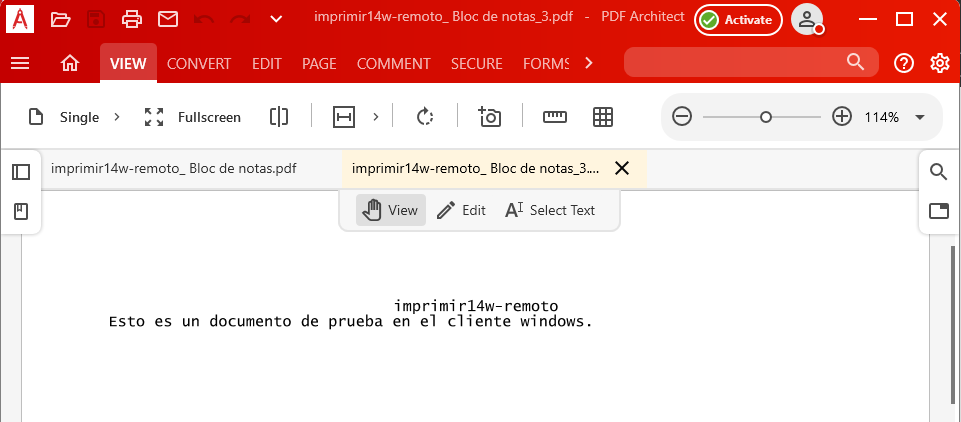 imprimir14w-remoto_ Bloc de notas_3.pdf - PDF Architect
Activate
VIEW CONVERT EDIT PAGE COMMENT SECURE FORMS
Single Fullscreen 114%
imprimir14w-remoto_ Bloc de notas.pdf imprimir14w-remoto_ Bloc de notas_3....
View Edit Select Text
imprimir14w-remoto
Esto es un documento de prueba en el cliente windows.